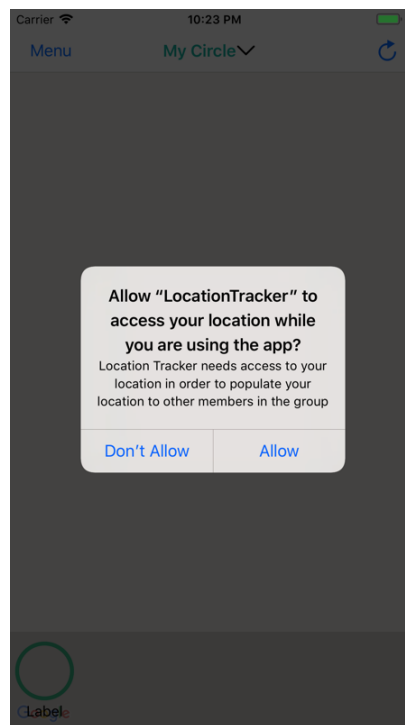 Carrier 10:23 PM
Menu My Circle
Allow “LocationTracker” to
access your location while
you are using the app?
Location Tracker needs access to your
location in order to populate your
location to other members in the group
Don’t Allow Allow
Google
Label